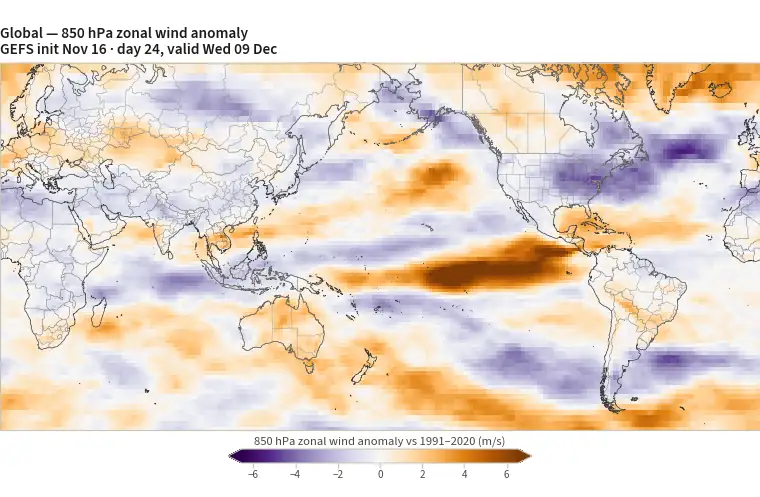 Global — 850 hPa zonal wind anomaly
GEFS init Nov 16 · day 24, valid Wed 09 Dec
850 hPa zonal wind anomaly vs 1991–2020 (m/s)
−6 −4 −2 0 2 4 6